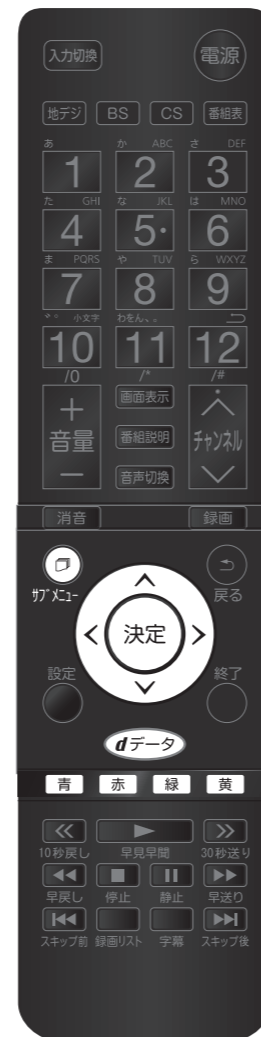 入力切換 電源
地デジ BS CS 番組表
あ か ABC さ DEF
1 2 3
た GHI な JKL は MNO
4 5 6
ま PQRS や TUV ら WXYZ
7 8 9
゛゜ 小文字 わをん、。
10 11 12
/0 /* /#
+ 画面表示
音量 番組説明 チャンネル
− 音声切換
消音 録画
サブメニュー 戻る
決定
設定 終了
dデータ
青 赤 緑 黄
10秒戻し 早見早聞 30秒送り
早戻し 停止 静止 早送り
スキップ前 録画リスト 字幕 スキップ後